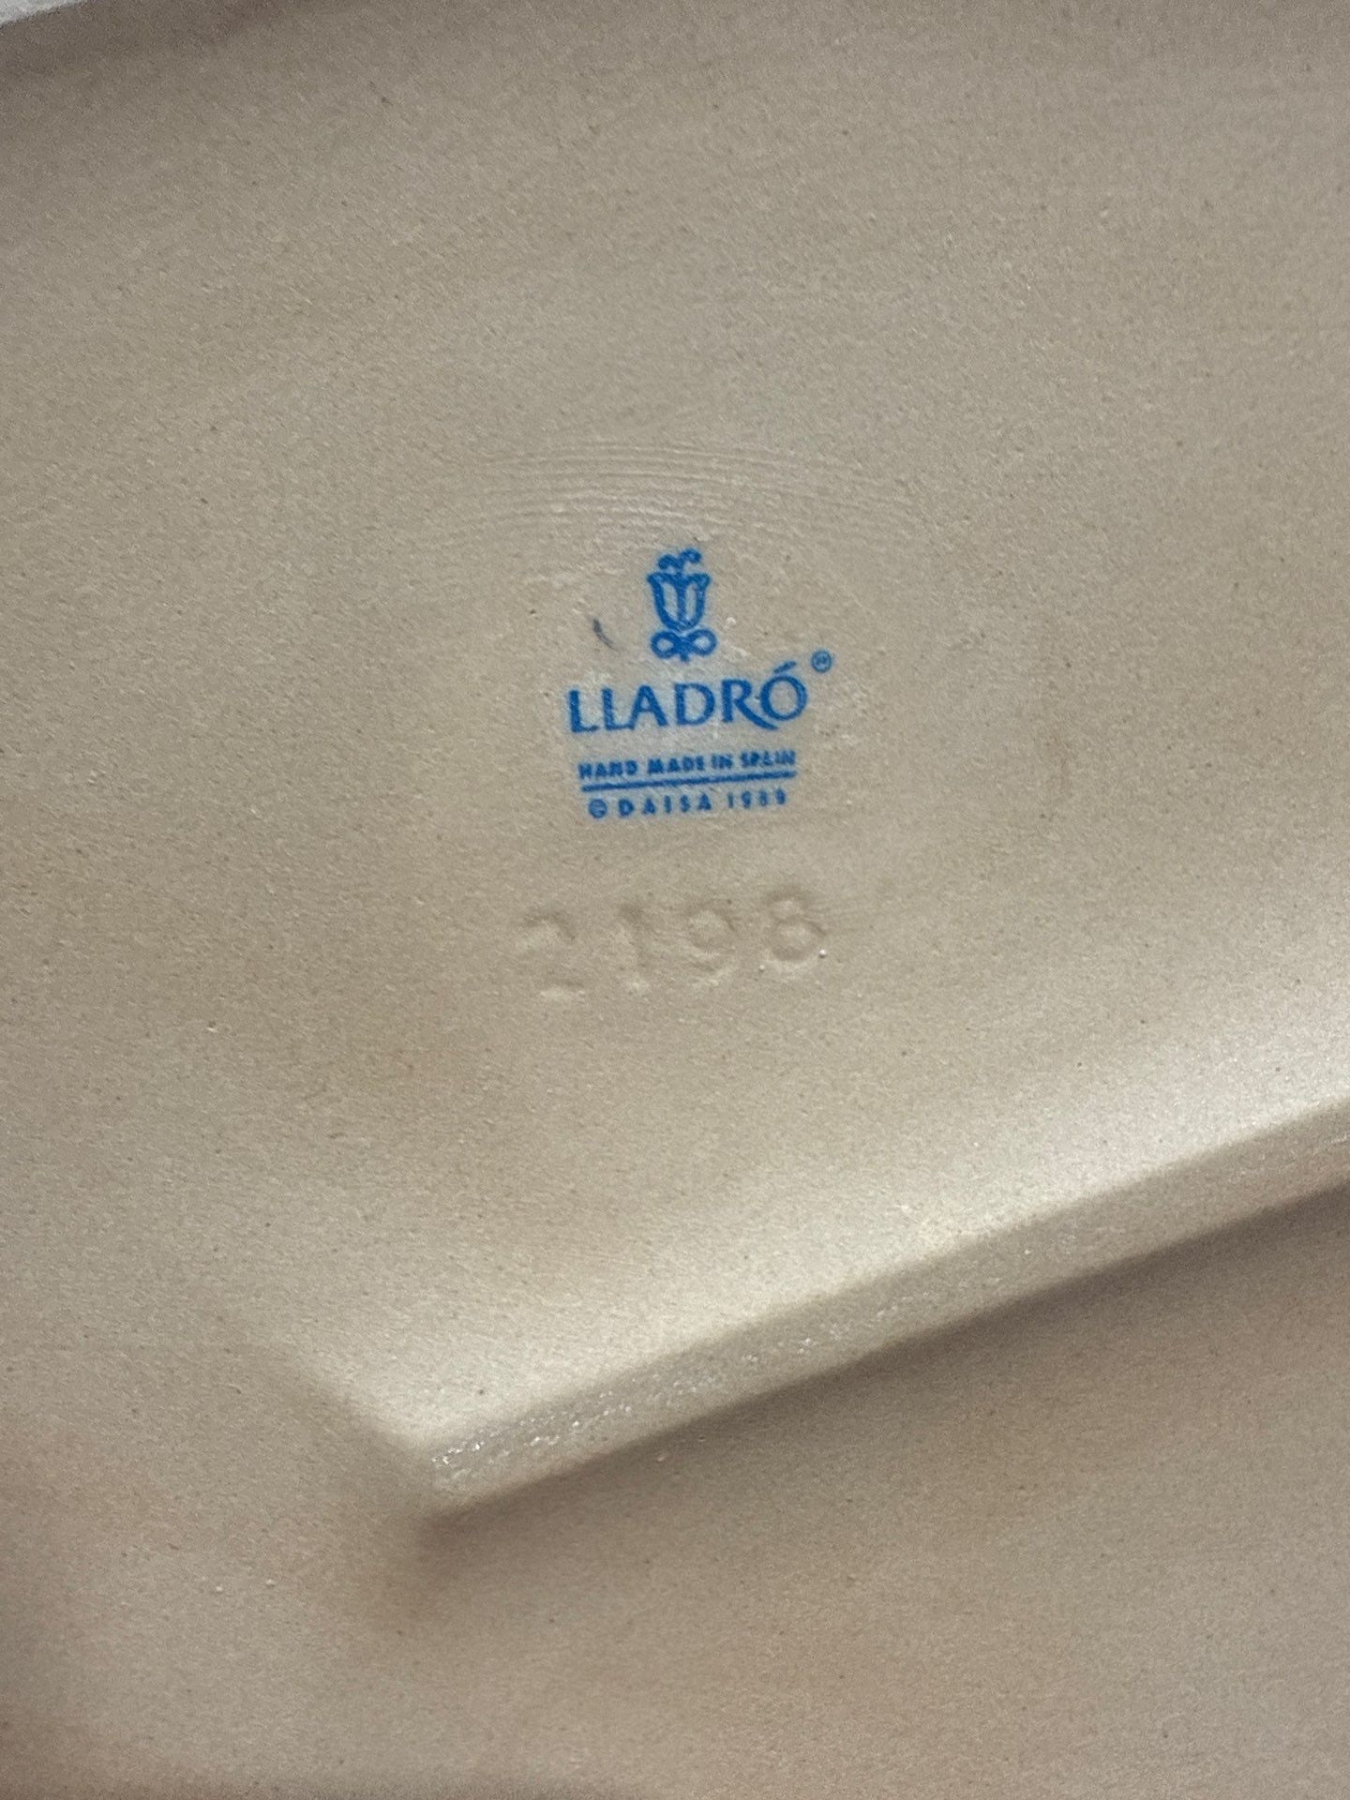 LLADRÓ®
HAND MADE IN SPAIN
© DAISA 1989
2198